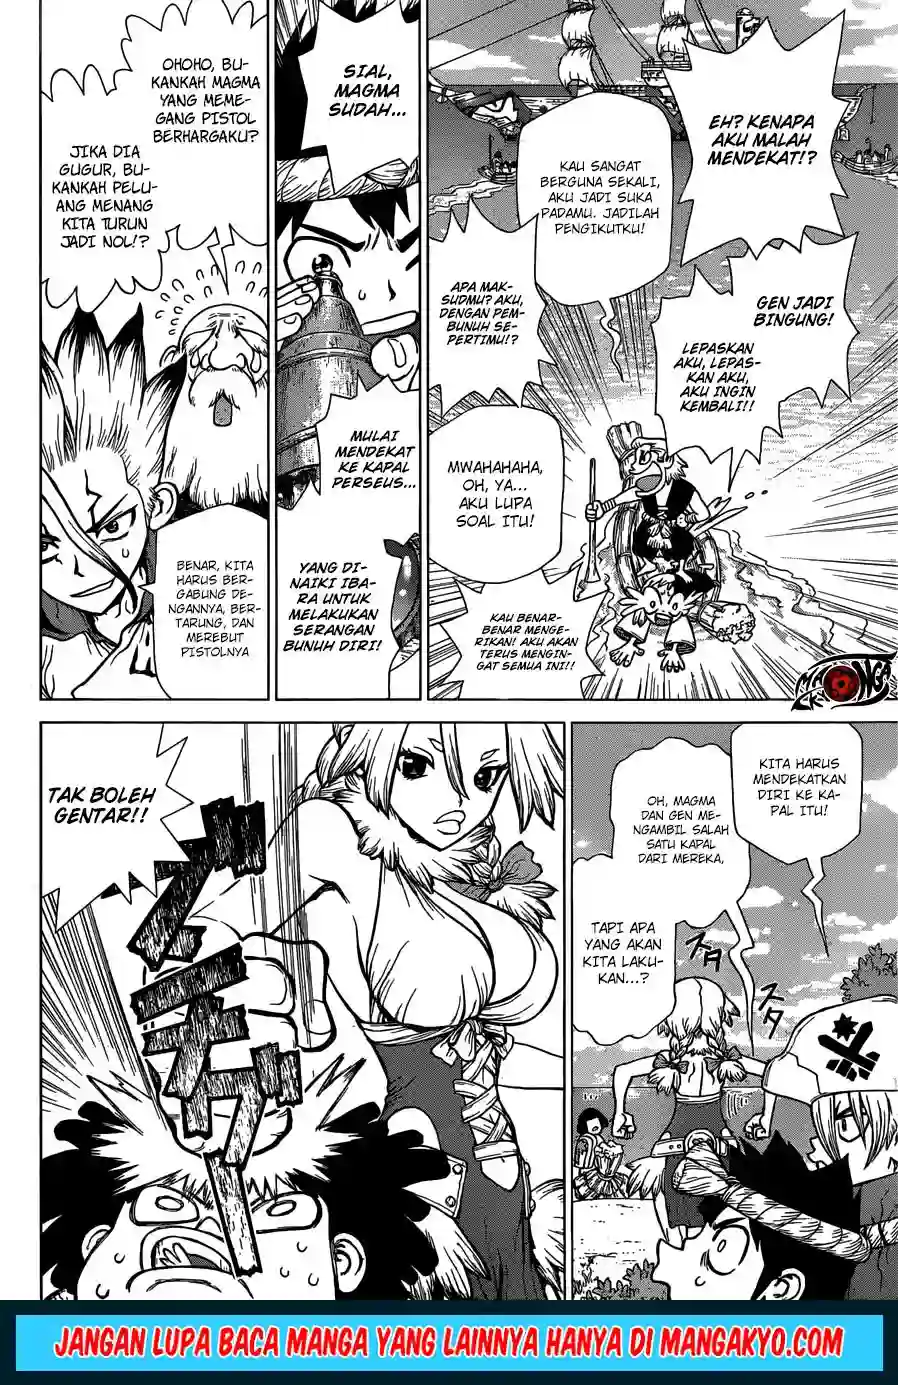 EH? KENAPA
AKU MALAH
MENDEKAT!?
KAU SANGAT
BERGUNA SEKALI,
AKU JADI SUKA
PADAMU. JADILAH
PENGIKUTKU!
GEN JADI
BINGUNG!
LEPASKAN
AKU, LEPAS-
KAN AKU,
AKU INGIN
KEMBALI!!
APA MAK-
SUDMU? AKU,
DENGAN PEM-
BUNUH SE-
PERTIMU!?
MWAHAHAHA,
OH, YA...
AKU LUPA
SOAL ITU!
KAU BENAR-
BENAR MENGE-
RIKAN! AKU AKAN
TERUS MENGIN-
GAT SEMUA INI!!
MANGA
KYO
SIAL,
MAGMA
SUDAH...
MULAI
MENDEKAT
KE KAPAL
PERSEUS...
YANG DI-
NAIKI IBA-
RA UNTUK
MELAKUKAN
SERANGAN
BUNUH DIRI!
OHOHO, BU-
KANKAH MAGMA
YANG MEME-
GANG PISTOL
BERHARGAKU?
JIKA DIA
GUGUR, BU-
KANKAH PELU-
ANG MENANG
KITA TURUN
JADI NOL!?
BENAR, KITA
HARUS BER-
GABUNG DE-
NGANNYA, BER-
TARUNG, DAN
MEREBUT
PISTOLNYA
KITA HARUS
MENDEKATKAN
DIRI KE KA-
PAL ITU!
OH, MAGMA
DAN GEN ME-
NGAMBIL SALAH
SATU KAPAL
DARI MEREKA,
TAPI APA
YANG AKAN
KITA LAKU-
KAN...?
スタ
スタ
TAK BOLEH
GENTAR!!
JANGAN LUPA BACA MANGA YANG LAINNYA HANYA DI MANGAKYO.COM